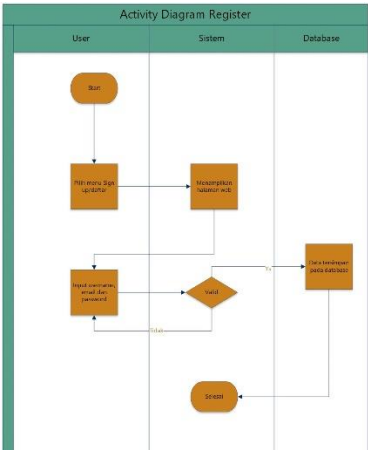 Activity Diagram Register
User
Sistem
Database
Start
Pilih menu Sign
up/daftar
Menampilkan
halaman web
Input username,
email dan
password
Valid
Ya
Data tersimpan
pada database
Tidak
Selesai